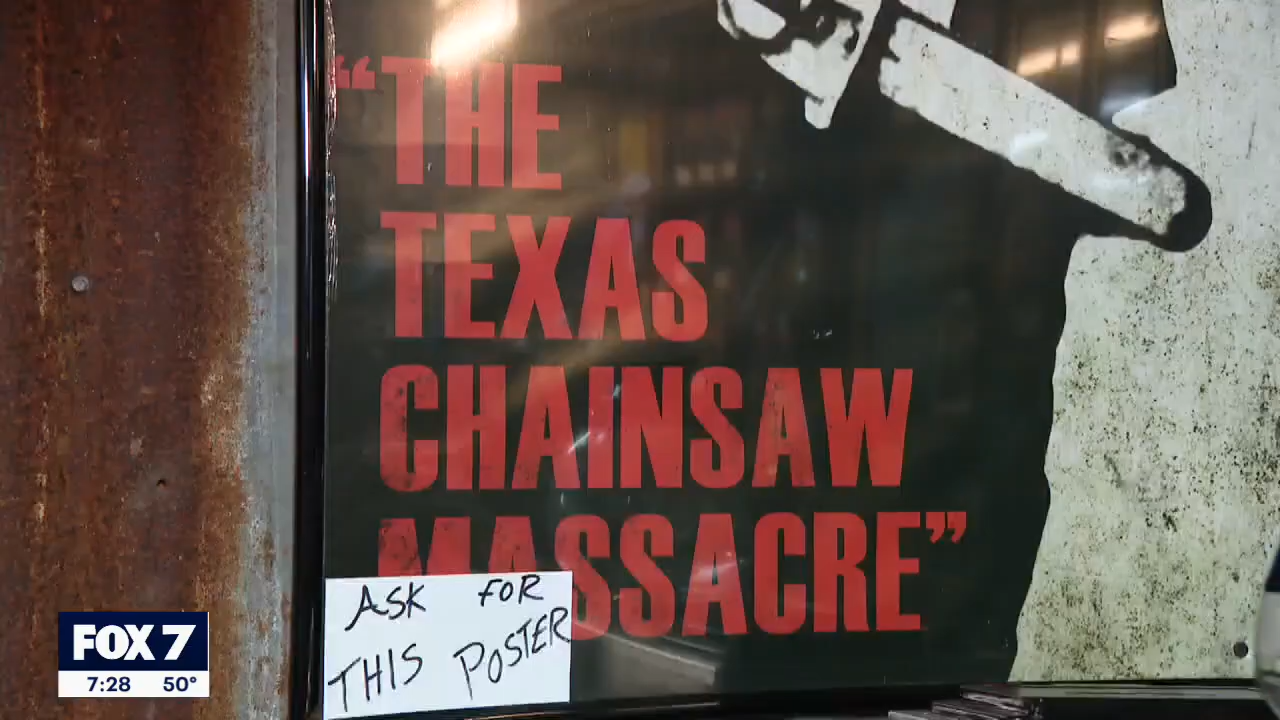 “THE
TEXAS
CHAINSAW
MASSACRE”
ASK FOR
THIS POSTER
FOX 7
7:28 50°